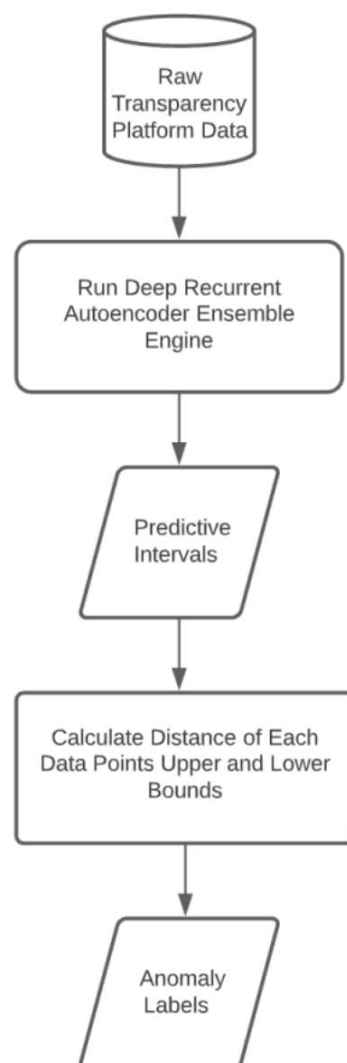 Raw
Transparency
Platform Data
Run Deep Recurrent
Autoencoder Ensemble
Engine
Predictive
Intervals
Calculate Distance of Each
Data Points Upper and Lower
Bounds
Anomaly
Labels